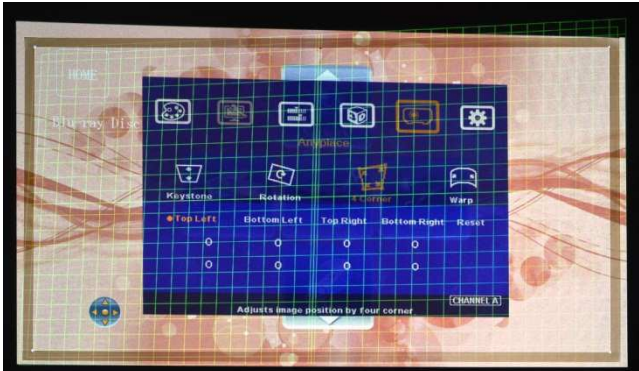 HOME
Blu-ray Disc
Anyplace
Keystone Rotation 4 Corner Warp
Top Left Bottom Left Top Right Bottom Right Reset
0 0 0 0
0 0 0 0
CHANNEL A
Adjusts image position by four corner